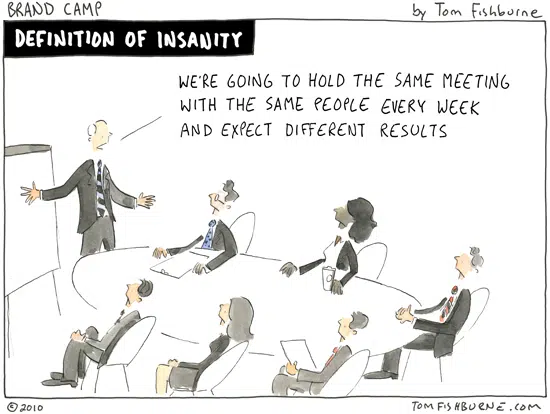 BRAND CAMP
by Tom Fishburne
DEFINITION OF INSANITY
WE'RE GOING TO HOLD THE SAME MEETING
WITH THE SAME PEOPLE EVERY WEEK
AND EXPECT DIFFERENT RESULTS
© 2010
TOMFISHBURNE.COM